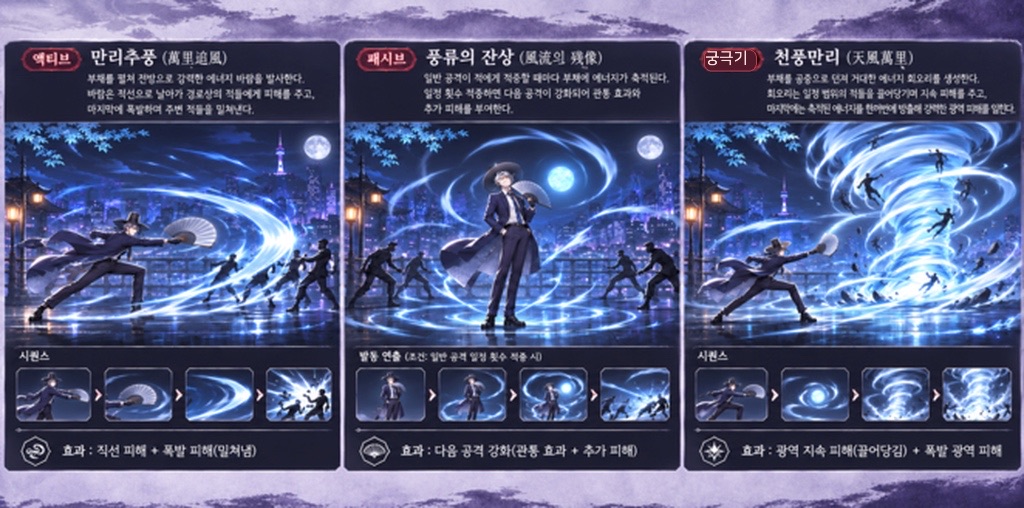 액티브 만리추풍 (萬里追風)
부채를 펼쳐 전방으로 강력한 에너지 바람을 발사한다.
바람은 직선으로 날아가 경로상의 적들에게 피해를 주고,
마지막에 폭발하며 주변 적들을 밀쳐낸다.
시퀀스
효과 : 직선 피해 + 폭발 피해(밀쳐냄)
패시브 풍류의 잔상 (風流의 残像)
일반 공격이 적에게 적중할 때마다 부채에 에너지가 축적된다.
일정 횟수 적중하면 다음 공격이 강화되어 관통 효과와
추가 피해를 부여한다.
발동 연출 (조건: 일반 공격 일정 횟수 적중 시)
효과 : 다음 공격 강화(관통 효과 + 추가 피해)
궁극기 천풍만리 (天風萬里)
부채를 공중으로 던져 거대한 에너지 회오리를 생성한다.
회오리는 일정 범위의 적들을 끌어당기며 지속 피해를 주고,
마지막에는 축적된 에너지를 한꺼번에 방출해 강력한 광역 피해를 입힌다.
시퀀스
효과 : 광역 지속 피해(끌어당김) + 폭발 광역 피해